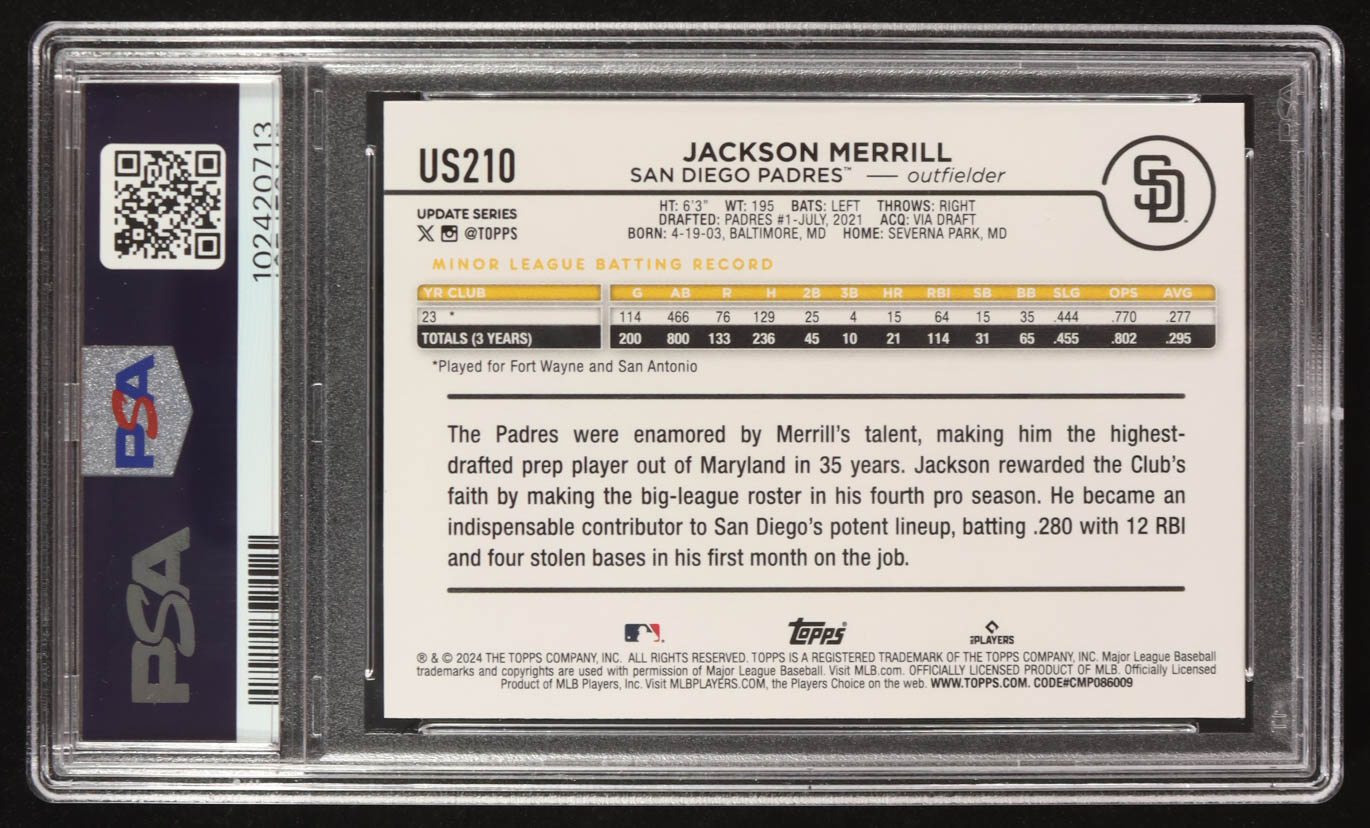 102420713
PSA
PSA
US210
JACKSON MERRILL
SAN DIEGO PADRES™ — outfielder
SD
UPDATE SERIES
@TOPPS
HT: 6'3" WT: 195 BATS: LEFT THROWS: RIGHT
DRAFTED: PADRES #1-JULY, 2021 ACQ: VIA DRAFT
BORN: 4-19-03, BALTIMORE, MD HOME: SEVERNA PARK, MD
MINOR LEAGUE BATTING RECORD
YR CLUB G AB R H 2B 3B HR RBI SB BB SLG OPS AVG
23 * 114 466 76 129 25 4 15 64 15 35 .444 .770 .277
TOTALS (3 YEARS) 200 800 133 236 45 10 21 114 31 65 .455 .802 .295
*Played for Fort Wayne and San Antonio
The Padres were enamored by Merrill's talent, making him the highest-
drafted prep player out of Maryland in 35 years. Jackson rewarded the Club's
faith by making the big-league roster in his fourth pro season. He became an
indispensable contributor to San Diego's potent lineup, batting .280 with 12 RBI
and four stolen bases in his first month on the job.
Topps
PLAYERS
® & © 2024 THE TOPPS COMPANY, INC. ALL RIGHTS RESERVED. TOPPS IS A REGISTERED TRADEMARK OF THE TOPPS COMPANY, INC. Major League Baseball
trademarks and copyrights are used with permission of Major League Baseball. Visit MLB.com. OFFICIALLY LICENSED PRODUCT OF MLB. Officially Licensed
Product of MLB Players, Inc. Visit MLBPLAYERS.COM, the Players Choice on the web. WWW.TOPPS.COM. CODE#CMP086009